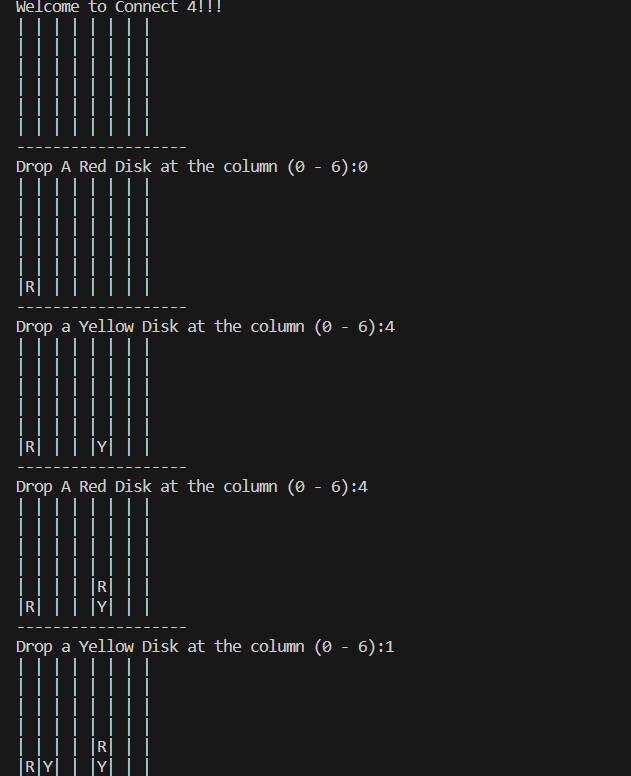 Welcome to Connect 4!!!
| | | | | | | |
| | | | | | | |
| | | | | | | |
| | | | | | | |
| | | | | | | |
| | | | | | | |
-------------------
Drop A Red Disk at the column (0 - 6):0
| | | | | | | |
| | | | | | | |
| | | | | | | |
| | | | | | | |
| | | | | | | |
|R| | | | | | |
-------------------
Drop a Yellow Disk at the column (0 - 6):4
| | | | | | | |
| | | | | | | |
| | | | | | | |
| | | | | | | |
| | | | | | | |
|R| | | |Y| | |
-------------------
Drop A Red Disk at the column (0 - 6):4
| | | | | | | |
| | | | | | | |
| | | | | | | |
| | | | | | | |
| | | | |R| | |
|R| | | |Y| | |
-------------------
Drop a Yellow Disk at the column (0 - 6):1
| | | | | | | |
| | | | | | | |
| | | | | | | |
| | | | | | | |
| | | | |R| | |
|R|Y| | |Y| | |